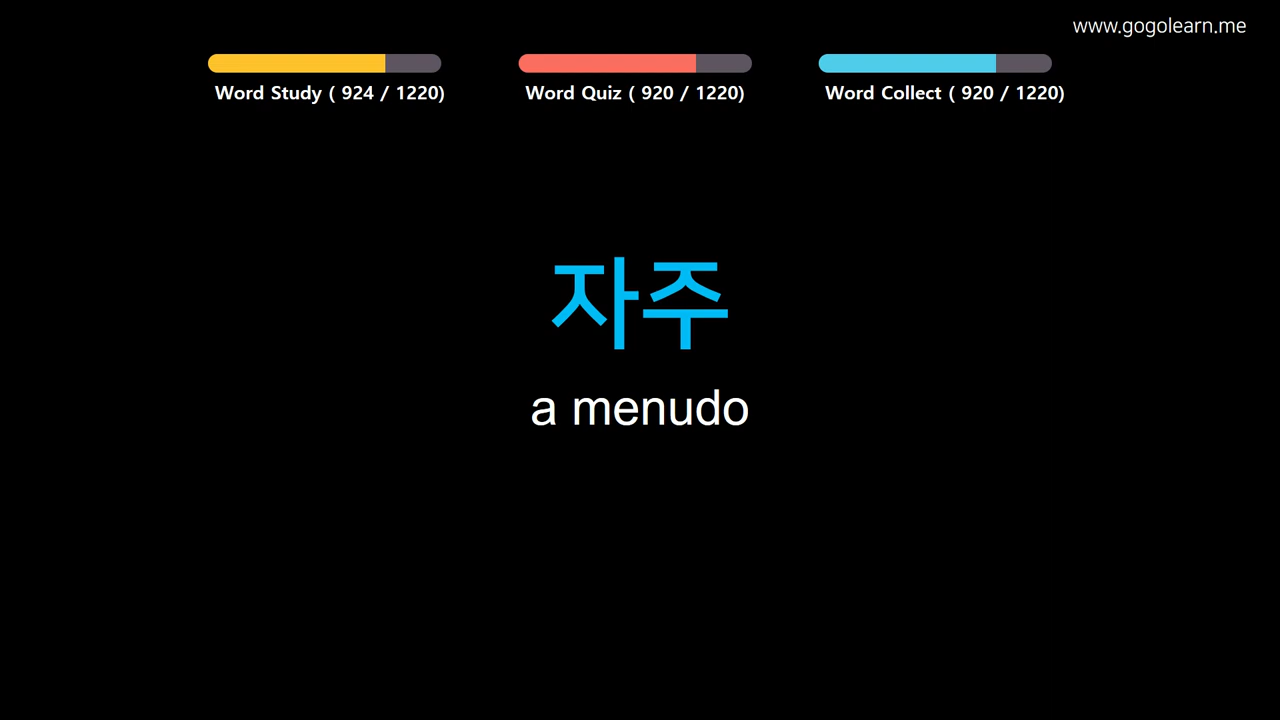 www.gogolearn.me
Word Study ( 924 / 1220)
Word Quiz ( 920 / 1220)
Word Collect ( 920 / 1220)
자주
a menudo